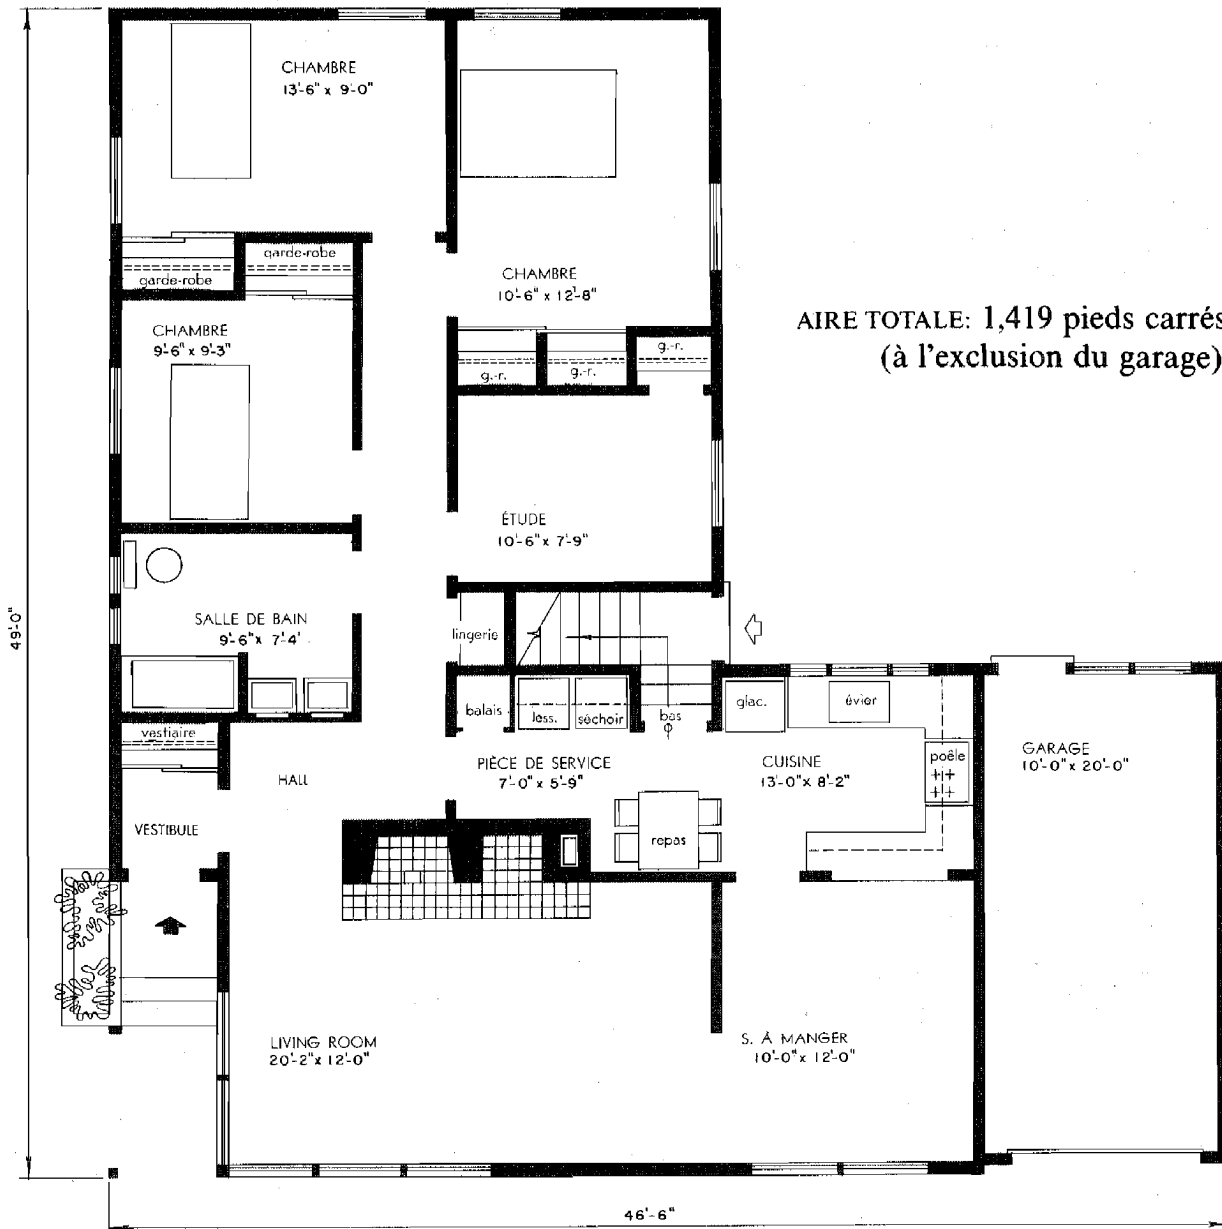 CHAMBRE
13'-6" x 9'-0"
CHAMBRE
10'-6" x 12'-8"
garde-robe
garde-robe
CHAMBRE
9'-6" x 9'-3"
g.-r.
g.-r.
g.-r.
AIRE TOTALE: 1,419 pieds carrés
(à l'exclusion du garage)
ÉTUDE
10'-6" x 7'-9"
SALLE DE BAIN
9'-6" x 7'-4'
lingerie
49'-0"
balais
less.
séchoir
bas
glac.
évier
poêle
vestiaire
HALL
PIÈCE DE SERVICE
7'-0" x 5'-9"
CUISINE
13'-0" x 8'-2"
GARAGE
10'-0" x 20'-0"
VESTIBULE
repas
LIVING ROOM
20'-2" x 12'-0"
S. À MANGER
10'-0" x 12'-0"
46'-6"